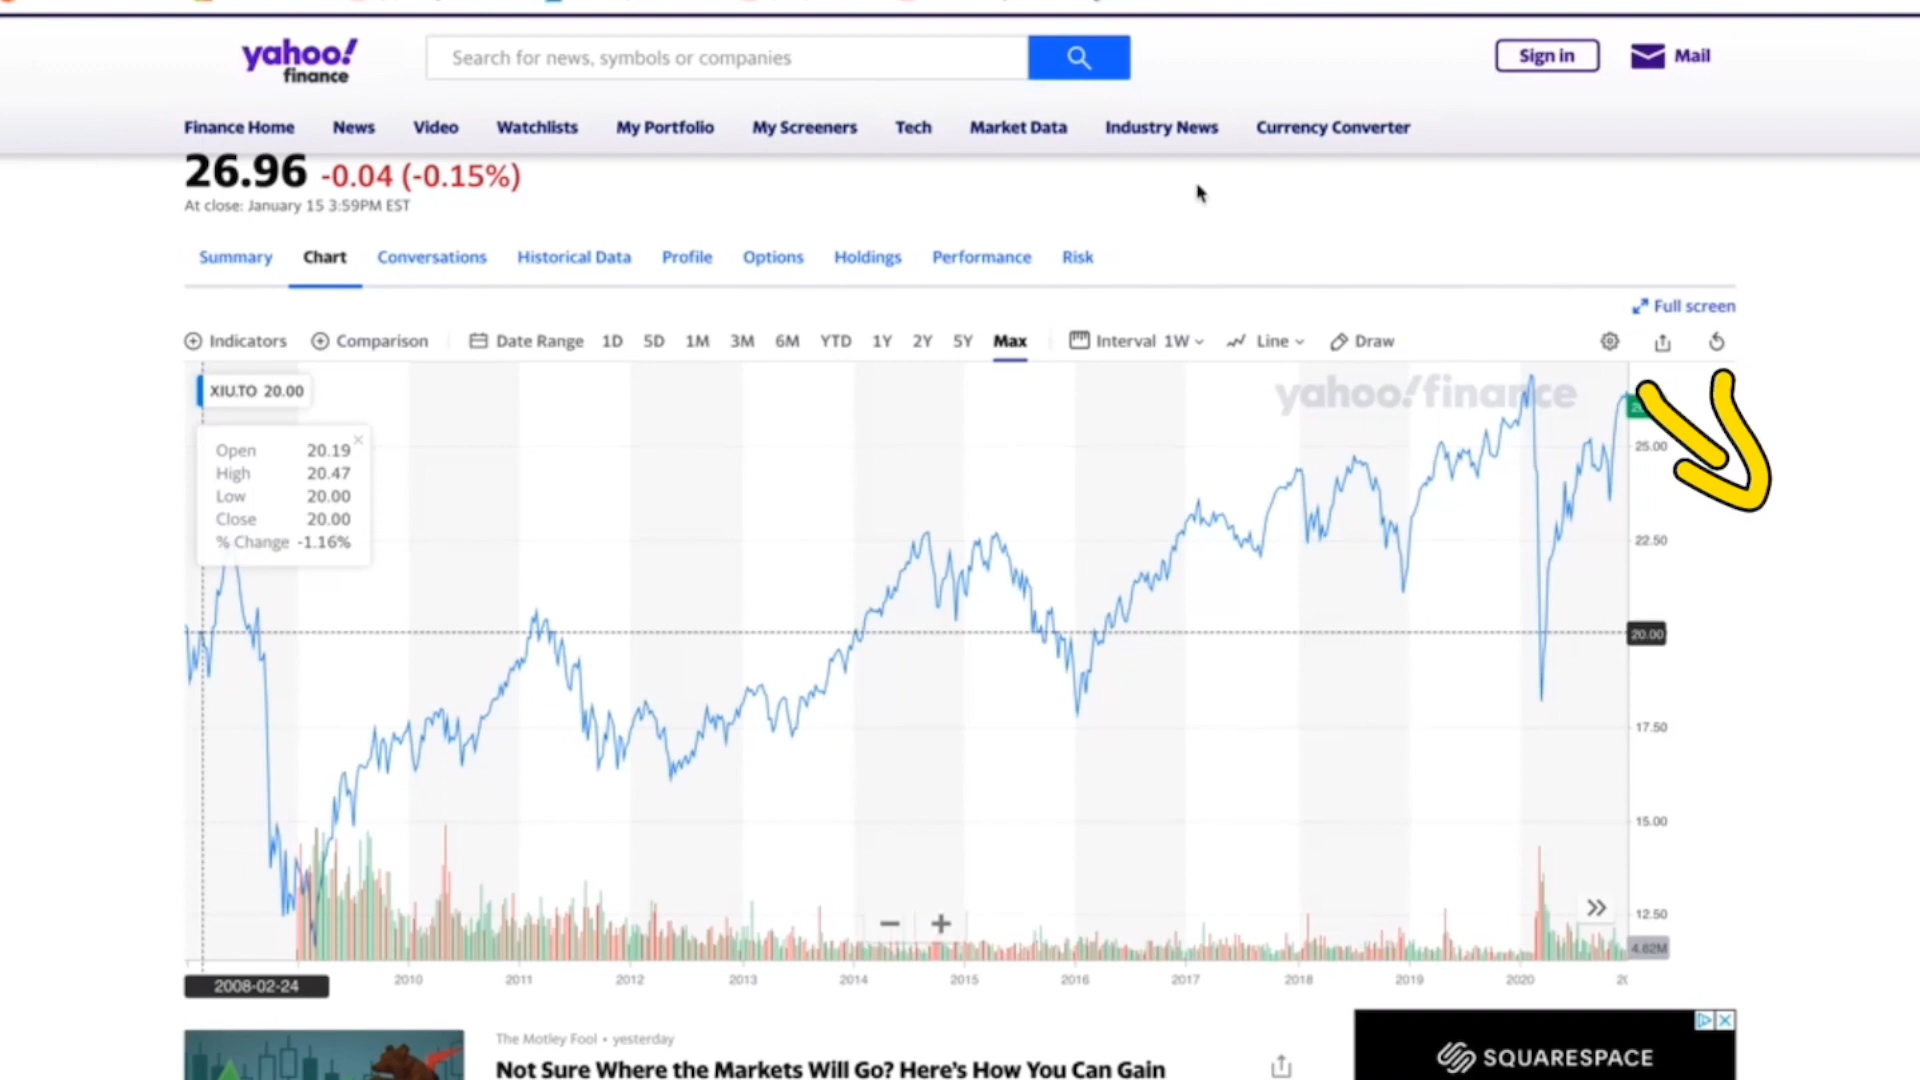 yahoo!
finance
Search for news, symbols or companies
Sign in
Mail
Finance Home News Video Watchlists My Portfolio My Screeners Tech Market Data Industry News Currency Converter
26.96 -0.04 (-0.15%)
At close: January 15 3:59PM EST
Summary Chart Conversations Historical Data Profile Options Holdings Performance Risk
Full screen
Indicators Comparison Date Range 1D 5D 1M 3M 6M YTD 1Y 2Y 5Y Max Interval 1W Line Draw
XIU.TO 20.00
yahoo!finance
Open 20.19
High 20.47
Low 20.00
Close 20.00
% Change -1.16%
25.00
22.50
20.00
17.50
15.00
12.50
4.62M
2008-02-24 2010 2011 2012 2013 2014 2015 2016 2017 2018 2019 2020
The Motley Fool • yesterday
Not Sure Where the Markets Will Go? Here's How You Can Gain
SQUARESPACE